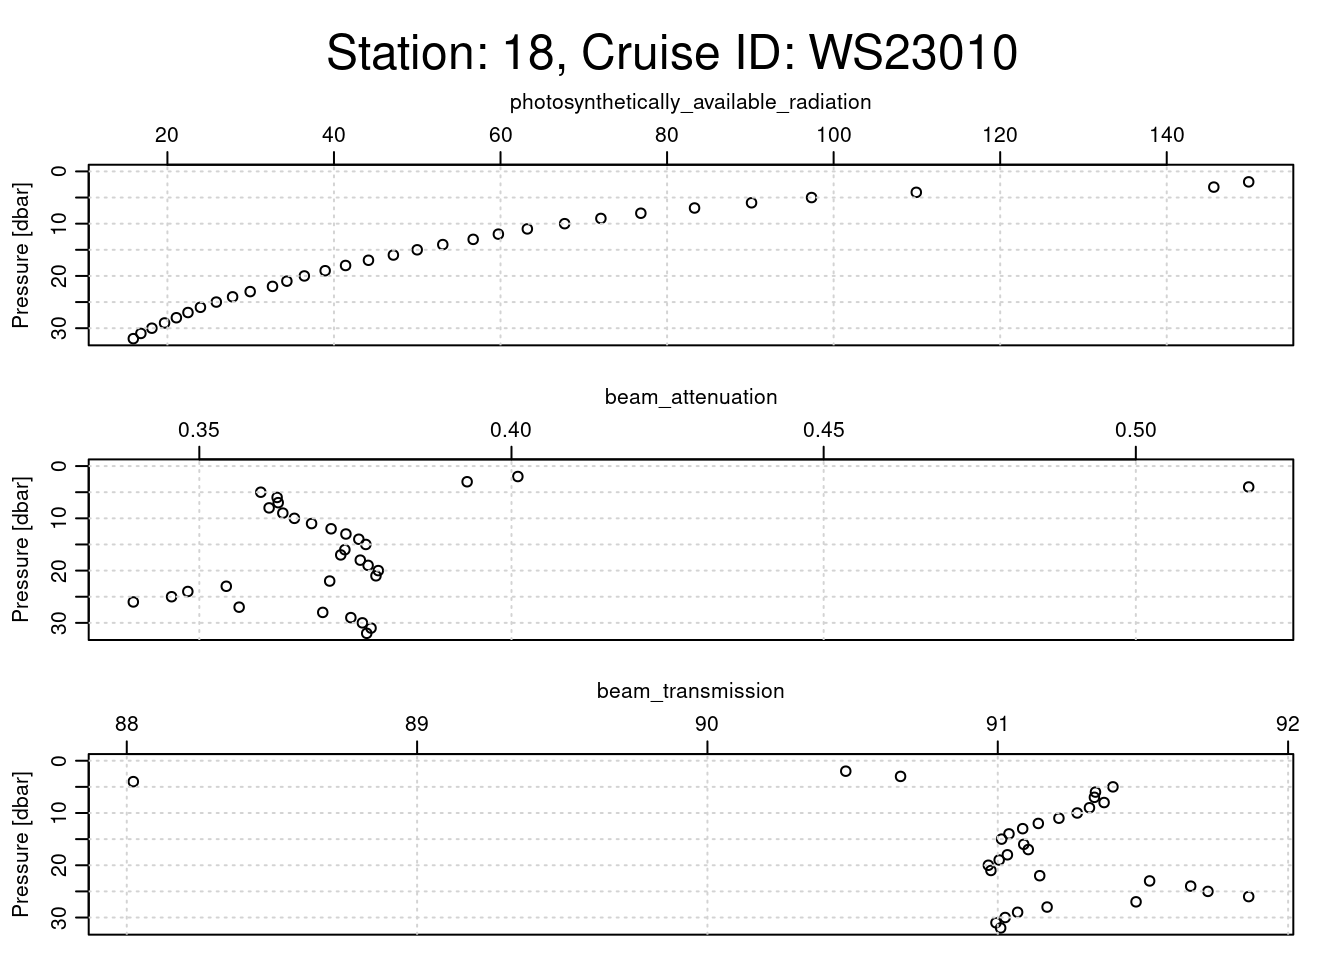 Station: 18, Cruise ID: WS23010
photosynthetically_available_radiation
20 40 60 80 100 120 140
Pressure [dbar]
0
10
20
30
beam_attenuation
0.35 0.40 0.45 0.50
Pressure [dbar]
0
10
20
30
beam_transmission
88 89 90 91 92
Pressure [dbar]
0
10
20
30